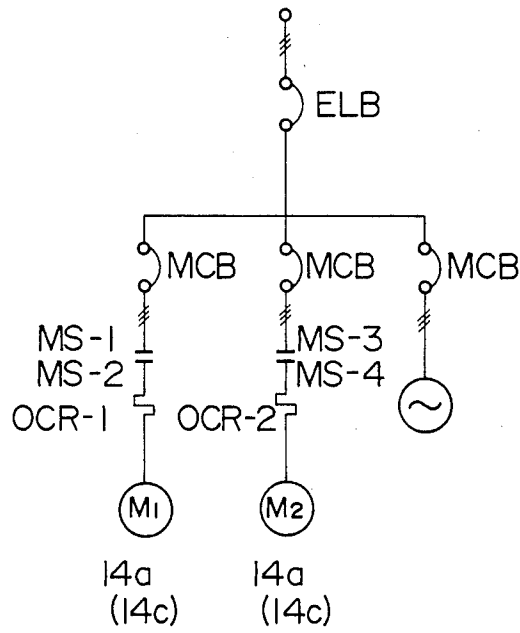 ELB
MCB
MCB
MCB
MS-1
MS-2
MS-3
MS-4
OCR-1
OCR-2
M1
M2
14a
(14c)
14a
(14c)